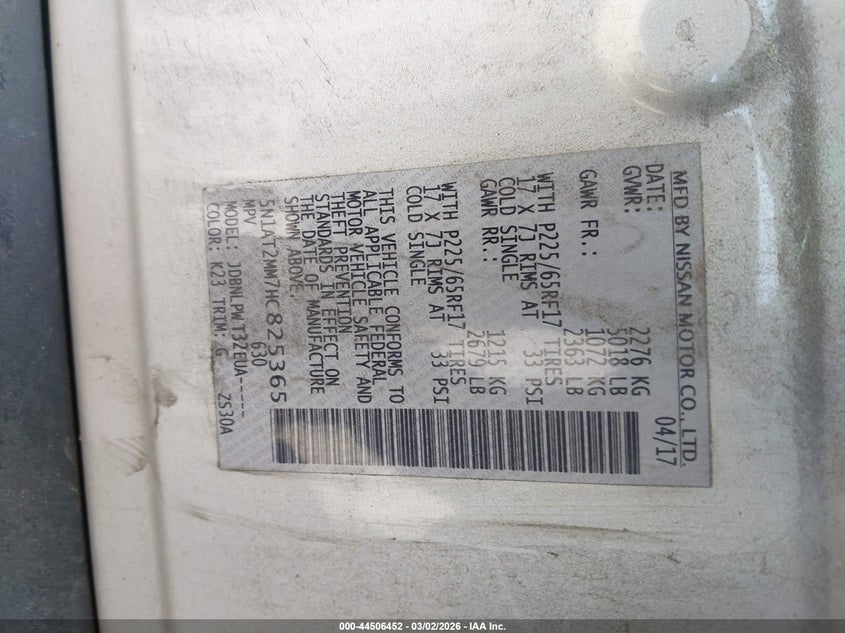 MFD BY NISSAN MOTOR CO., LTD.
DATE: 04/17
GVWR: 2276 KG
5018 LB
GAWR FR.: 1072 KG
2363 LB
WITH P225/65RF17 TIRES
17 X 7J RIMS AT 33 PSI
COLD SINGLE
GAWR RR.: 1215 KG
2679 LB
WITH P225/65RF17 TIRES
17 X 7J RIMS AT 33 PSI
COLD SINGLE
THIS VEHICLE CONFORMS TO
ALL APPLICABLE FEDERAL
MOTOR VEHICLE SAFETY AND
THEFT PREVENTION
STANDARDS IN EFFECT ON
THE DATE OF MANUFACTURE
SHOWN ABOVE.
5N1AT2MM7HC825365
MPV 630
MODEL: JDBNLPWT32EUA-----
COLOR: K23 TRIM: G ZS30A
000-44506452 - 03/02/2026 - IAA Inc.